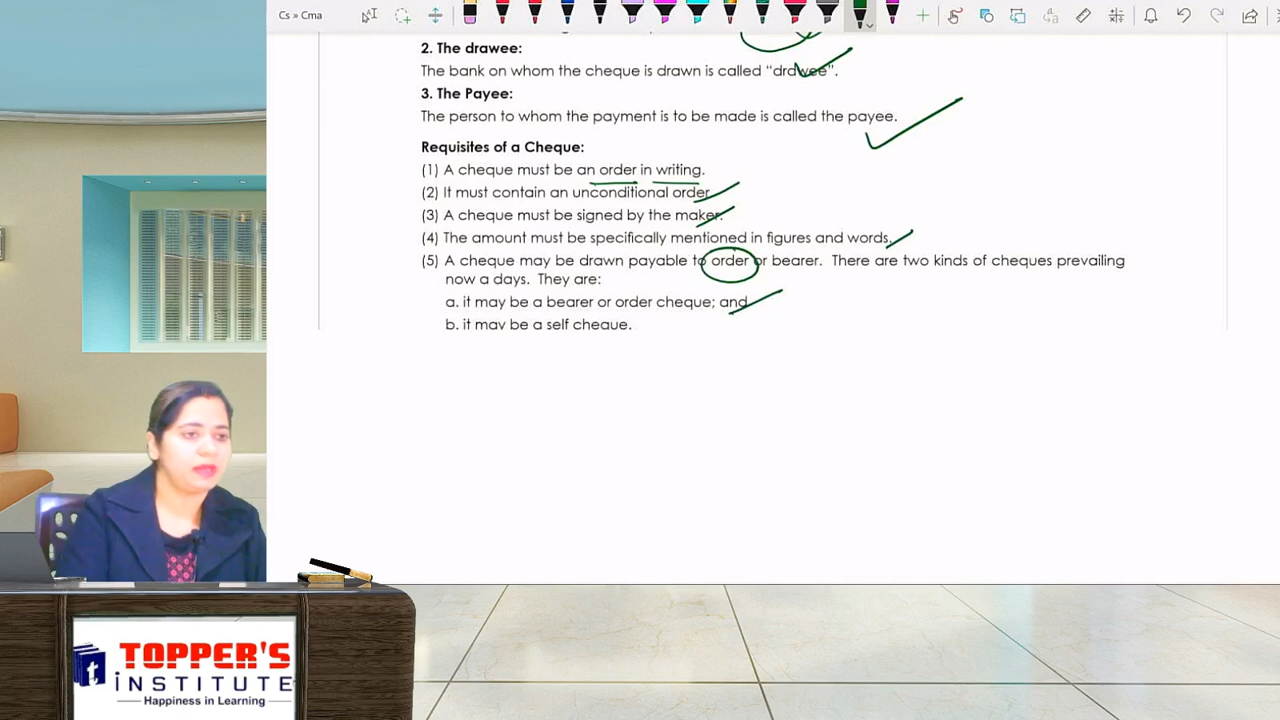 Cs » Cma
2. The drawee:
The bank on whom the cheque is drawn is called “drawee”.
3. The Payee:
The person to whom the payment is to be made is called the payee.
Requisites of a Cheque:
(1) A cheque must be an order in writing.
(2) It must contain an unconditional order.
(3) A cheque must be signed by the maker.
(4) The amount must be specifically mentioned in figures and words.
(5) A cheque may be drawn payable to order or bearer. There are two kinds of cheques prevailing
now a days. They are:
a. it may be a bearer or order cheque; and
b. it may be a self cheque.
t
TOPPER'S
INSTITUTE
Happiness in Learning